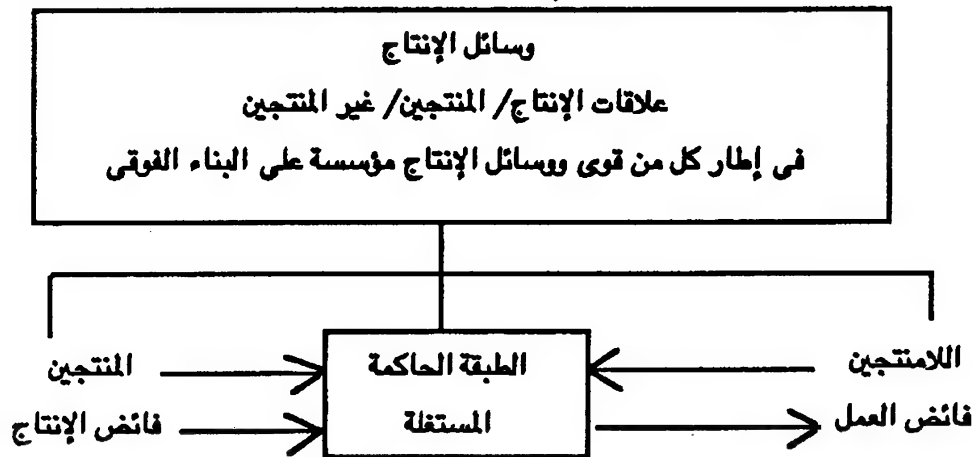 وسائل الإنتاج
علاقات الإنتاج/ المنتجين/ غير المنتجين
فى إطار كل من قوى ووسائل الإنتاج مؤسسة على البناء الفوقى
اللامنتجين
الطبقة الحاكمة
المنتجين
فائض العمل
المستغلة
فائض الإنتاج